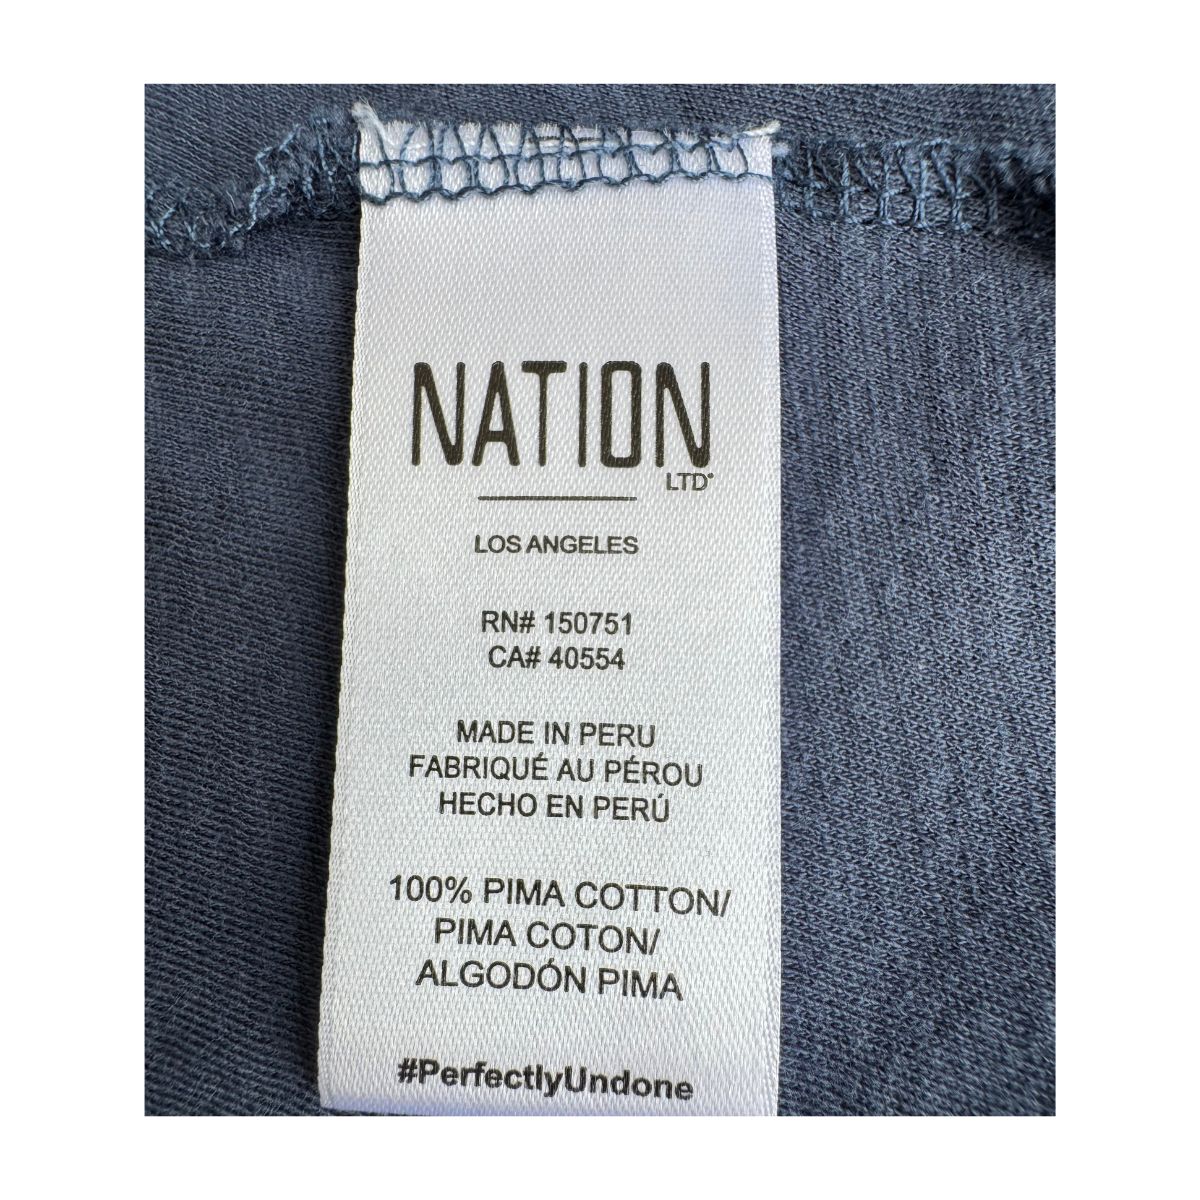 NATION
LTD
LOS ANGELES
RN# 150751
CA# 40554
MADE IN PERU
FABRIQUÉ AU PÉROU
HECHO EN PERÚ
100% PIMA COTTON/
PIMA COTON/
ALGODÓN PIMA
#PerfectlyUndone